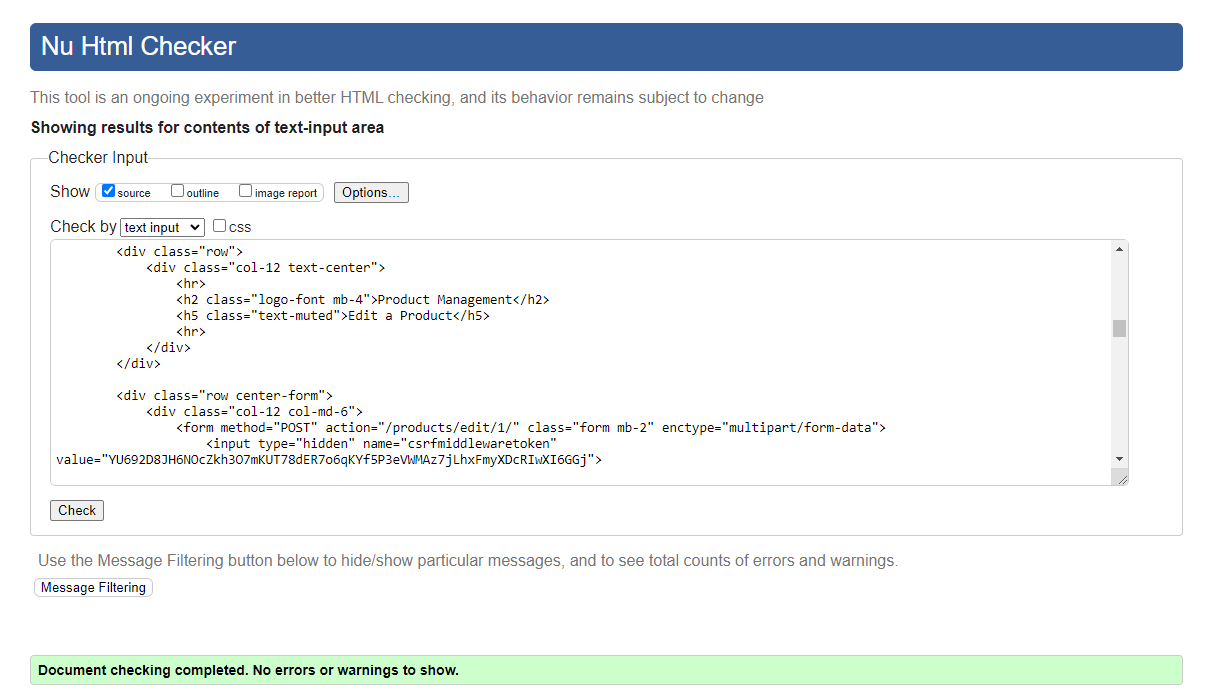 Nu Html Checker
This tool is an ongoing experiment in better HTML checking, and its behavior remains subject to change
Showing results for contents of text-input area
Checker Input
Show source outline image report Options...
Check by text input css
<div class="row">
<div class="col-12 text-center">
<hr>
<h2 class="logo-font mb-4">Product Management</h2>
<h5 class="text-muted">Edit a Product</h5>
<hr>
</div>
</div>
<div class="row center-form">
<div class="col-12 col-md-6">
<form method="POST" action="/products/edit/1/" class="form mb-2" enctype="multipart/form-data">
<input type="hidden" name="csrfmiddlewaretoken"
value="YU692D8JH6NOcZkh3O7mKUT78dER7o6qKYf5P3eVWMAz7jLhxFmyXDcRIwXI6GGj">
Check
Use the Message Filtering button below to hide/show particular messages, and to see total counts of errors and warnings.
Message Filtering
Document checking completed. No errors or warnings to show.